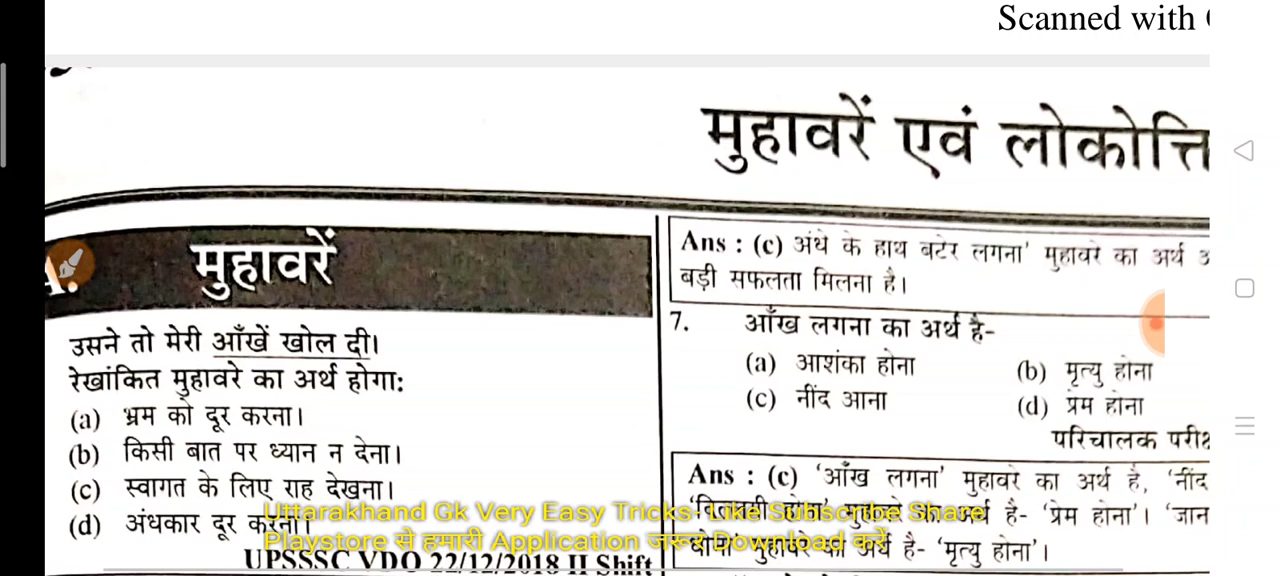 Scanned with
मुहावरें एवं लोकोक्ति
मुहावरें
उसने तो मेरी आँखें खोल दी।
रेखांकित मुहावरे का अर्थ होगा:
(a) भ्रम को दूर करना।
(b) किसी बात पर ध्यान न देना।
(c) स्वागत के लिए राह देखना।
(d) अंधकार दूर करना।
UPSSSC VDO 22/12/2018 II Shift
Ans : (c) अंधे के हाथ बटेर लगना' मुहावरे का अर्थ
बड़ी सफलता मिलना है।
7. आँख लगना का अर्थ है-
(a) आशंका होना (b) मृत्यु होना
(c) नींद आना (d) प्रेम होना
परिचालक
Ans : (c) 'आँख लगना' मुहावरे का अर्थ है, 'नींद
होना' मुहावरे का अर्थ है- 'प्रेम होना'। 'जान
मुहावरे का अर्थ है- 'मृत्यु होना'।
Uttarakhand Gk Very Easy Tricks-Like Subscribe Share
Playstore से हमारी Application जरूर Download करें